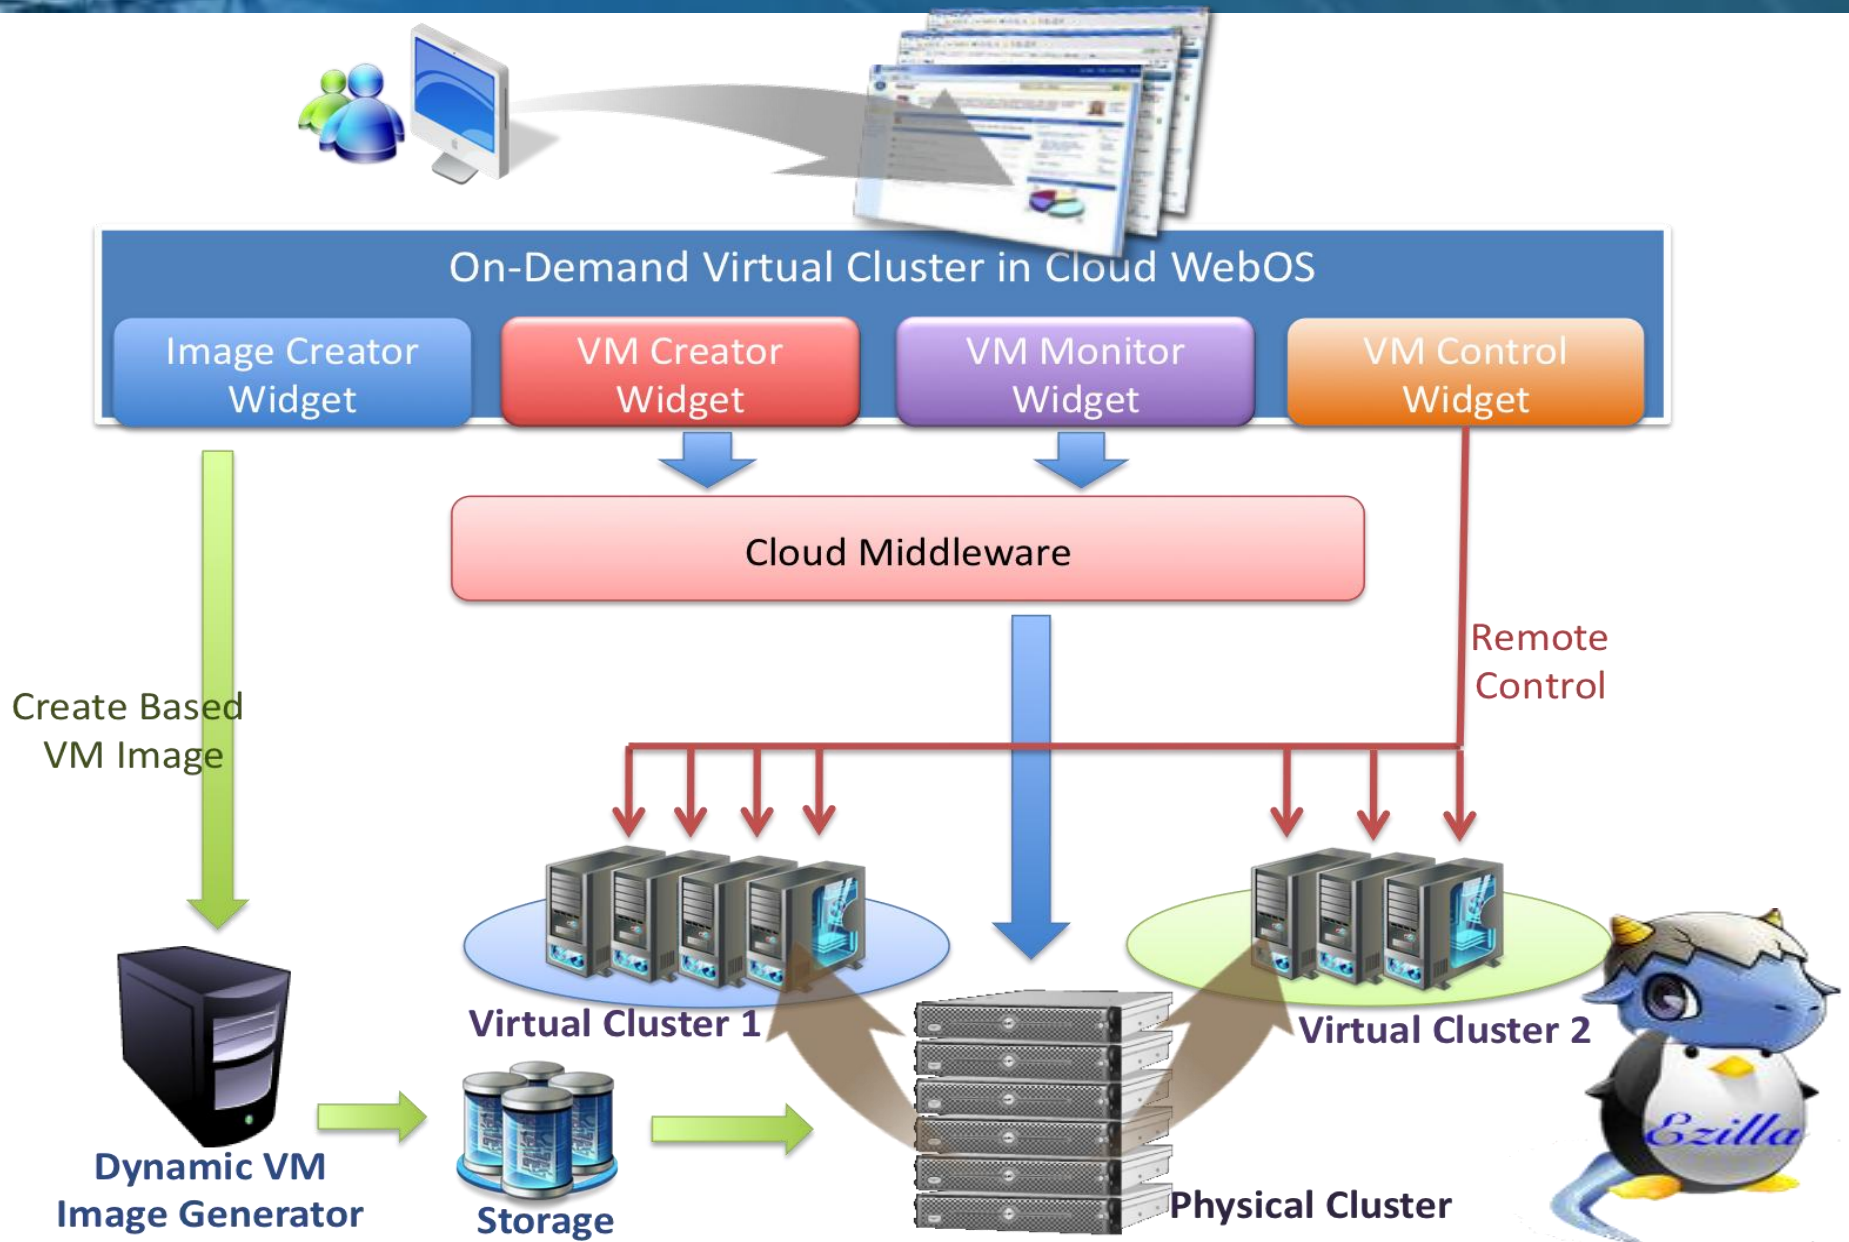 On-Demand Virtual Cluster in Cloud WebOS
Image Creator
Widget
VM Creator
Widget
VM Monitor
Widget
VM Control
Widget
Cloud Middleware
Remote
Control
Create Based
VM Image
Virtual Cluster 1
Virtual Cluster 2
Ezilla
Dynamic VM
Image Generator
Storage
Physical Cluster